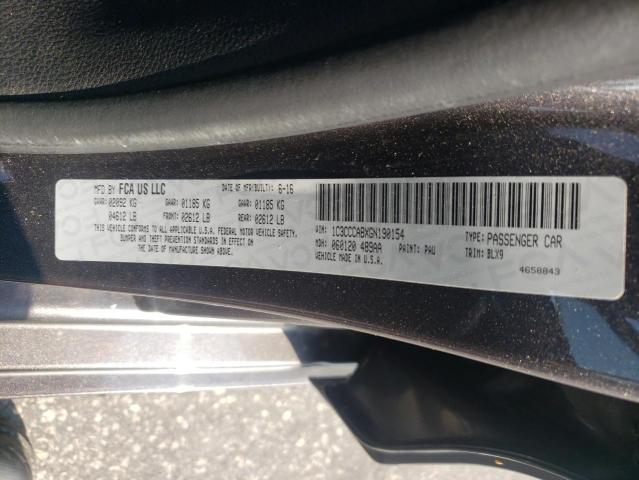 MFD BY FCA US LLC
DATE OF MFR(BUILTY): 6-16
GVWR: 02092 KG GAWR: 01185 KG GAWR: 01185 KG
04612 LB FRONT: 02612 LB REAR: 02612 LB
THIS VEHICLE CONFORMS TO ALL APPLICABLE U.S.A. FEDERAL MOTOR VEHICLE SAFETY,
BUMPER AND THEFT PREVENTION STANDARDS IN EFFECT ON
THE DATE OF MANUFACTURE SHOWN ABOVE.
VIN: 1C3CCCABXGN190154 TYPE: PASSENGER CAR
MDH: 060120 489AA PAINT: PAU TRIM: BLX9
VEHICLE MADE IN U.S.A.
4658843